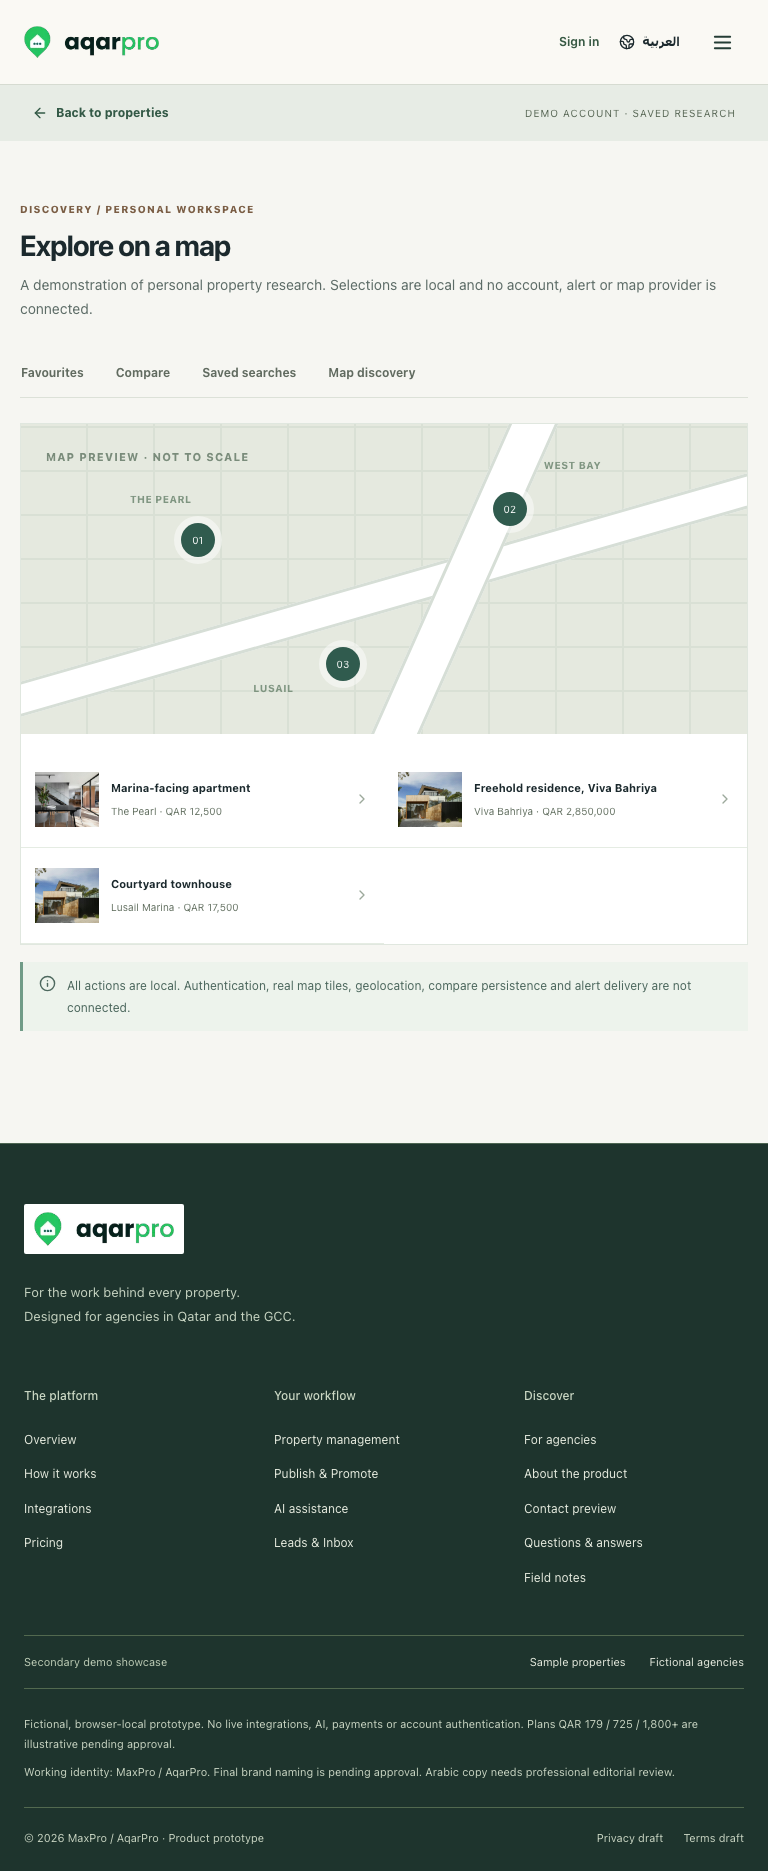 aqarpro
Sign in
العربية
Back to properties
DEMO ACCOUNT · SAVED RESEARCH
DISCOVERY / PERSONAL WORKSPACE
Explore on a map
A demonstration of personal property research. Selections are local and no account, alert or map provider is
connected.
Favourites
Compare
Saved searches
Map discovery
MAP PREVIEW · NOT TO SCALE
WEST BAY
THE PEARL
02
01
03
LUSAIL
Marina-facing apartment
The Pearl · QAR 12,500
Freehold residence, Viva Bahriya
Viva Bahriya · QAR 2,850,000
Courtyard townhouse
Lusail Marina · QAR 17,500
All actions are local. Authentication, real map tiles, geolocation, compare persistence and alert delivery are not
connected.
aqarpro
For the work behind every property.
Designed for agencies in Qatar and the GCC.
The platform
Overview
How it works
Integrations
Pricing
Your workflow
Property management
Publish & Promote
AI assistance
Leads & Inbox
Discover
For agencies
About the product
Contact preview
Questions & answers
Field notes
Secondary demo showcase
Sample properties
Fictional agencies
Fictional, browser-local prototype. No live integrations, AI, payments or account authentication. Plans QAR 179 / 725 / 1,800+ are
illustrative pending approval.
Working identity: MaxPro / AqarPro. Final brand naming is pending approval. Arabic copy needs professional editorial review.
© 2026 MaxPro / AqarPro · Product prototype
Privacy draft
Terms draft